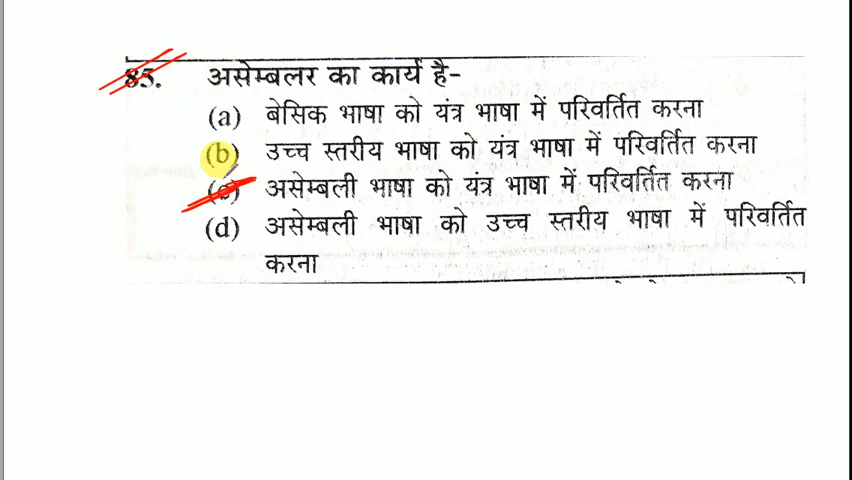 85. असेम्बलर का कार्य है-
(a) बेसिक भाषा को यंत्र भाषा में परिवर्तित करना
(b) उच्च स्तरीय भाषा को यंत्र भाषा में परिवर्तित करना
(c) असेम्बली भाषा को यंत्र भाषा में परिवर्तित करना
(d) असेम्बली भाषा को उच्च स्तरीय भाषा में परिवर्तित
करना